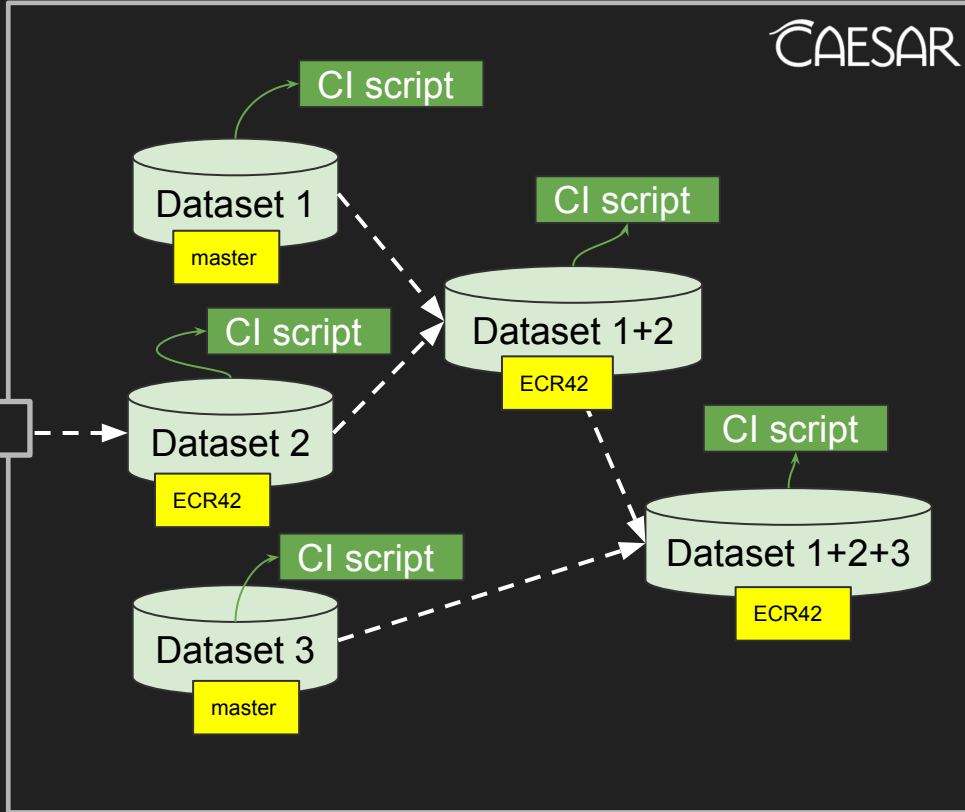 CAESAR
CI script
Dataset 1
master
CI script
Dataset 1+2
ECR42
CI script
Dataset 2
ECR42
CI script
Dataset 1+2+3
ECR42
CI script
Dataset 3
master